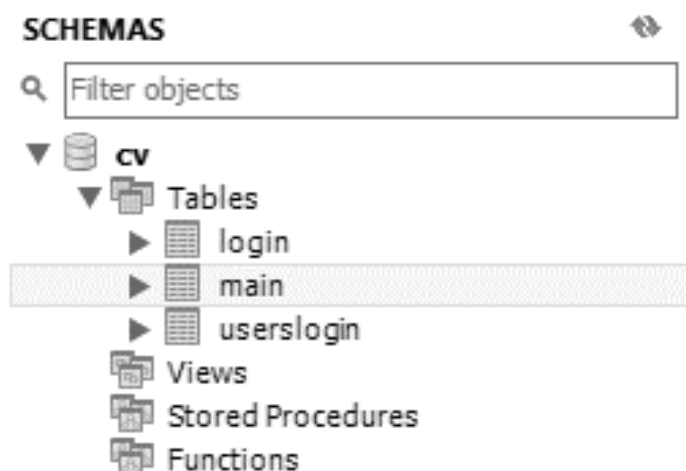 SCHEMAS
Filter objects
cv
Tables
login
main
userslogin
Views
Stored Procedures
Functions